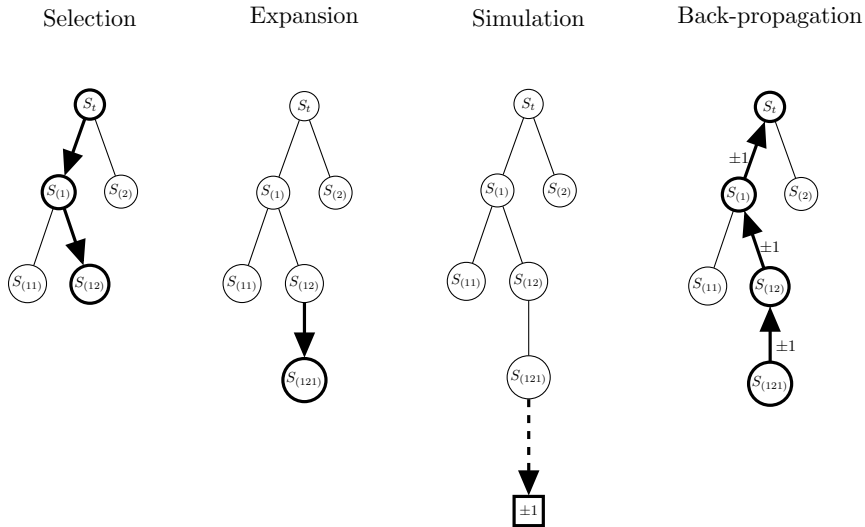 Selection
Expansion
Simulation
Back-propagation
S_t
S_(1)
S_(2)
S_(11)
S_(12)
S_t
S_(1)
S_(2)
S_(11)
S_(12)
S_(121)
S_t
S_(1)
S_(2)
S_(11)
S_(12)
S_(121)
±1
S_t
±1
S_(1)
S_(2)
±1
S_(11)
S_(12)
±1
S_(121)